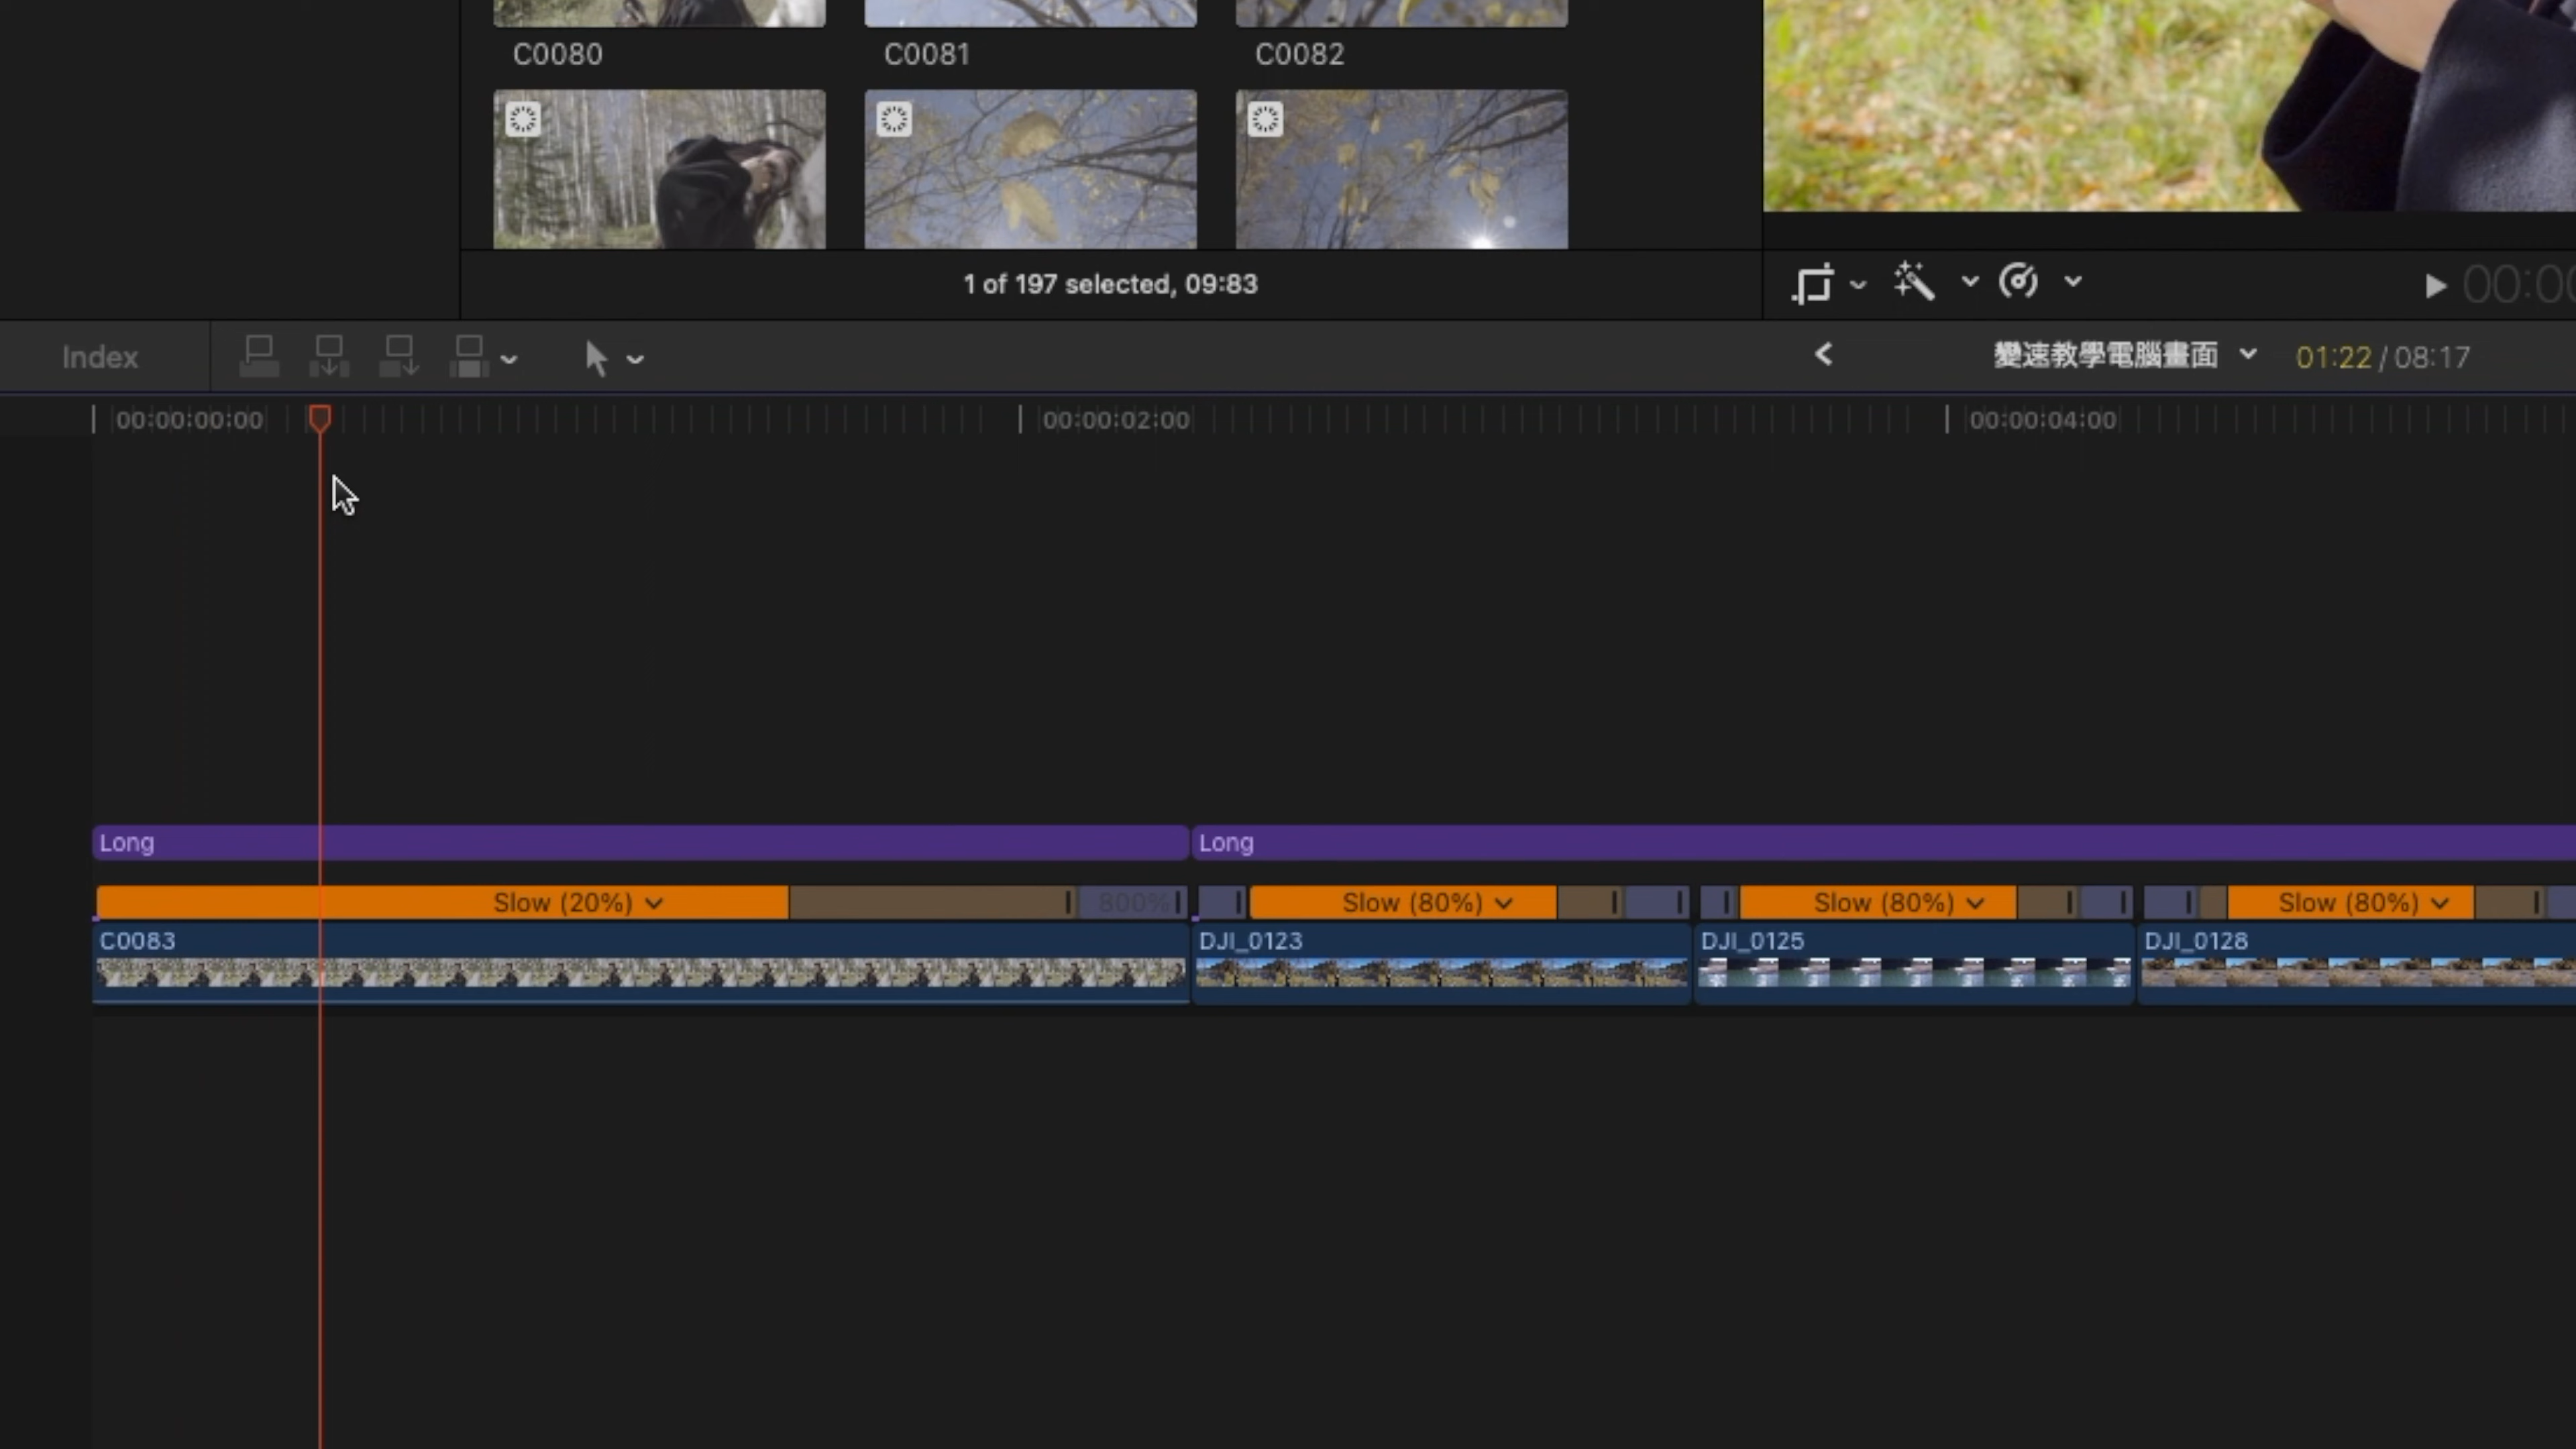 C0080
C0081
C0082
1 of 197 selected, 09:83
00:00
Index
變速教學電腦畫面
01:22 / 08:17
00:00:00:00
00:00:02:00
00:00:04:00
Long
Long
Slow (20%)
800%
Slow (80%)
Slow (80%)
Slow (80%)
C0083
DJI_0123
DJI_0125
DJI_0128